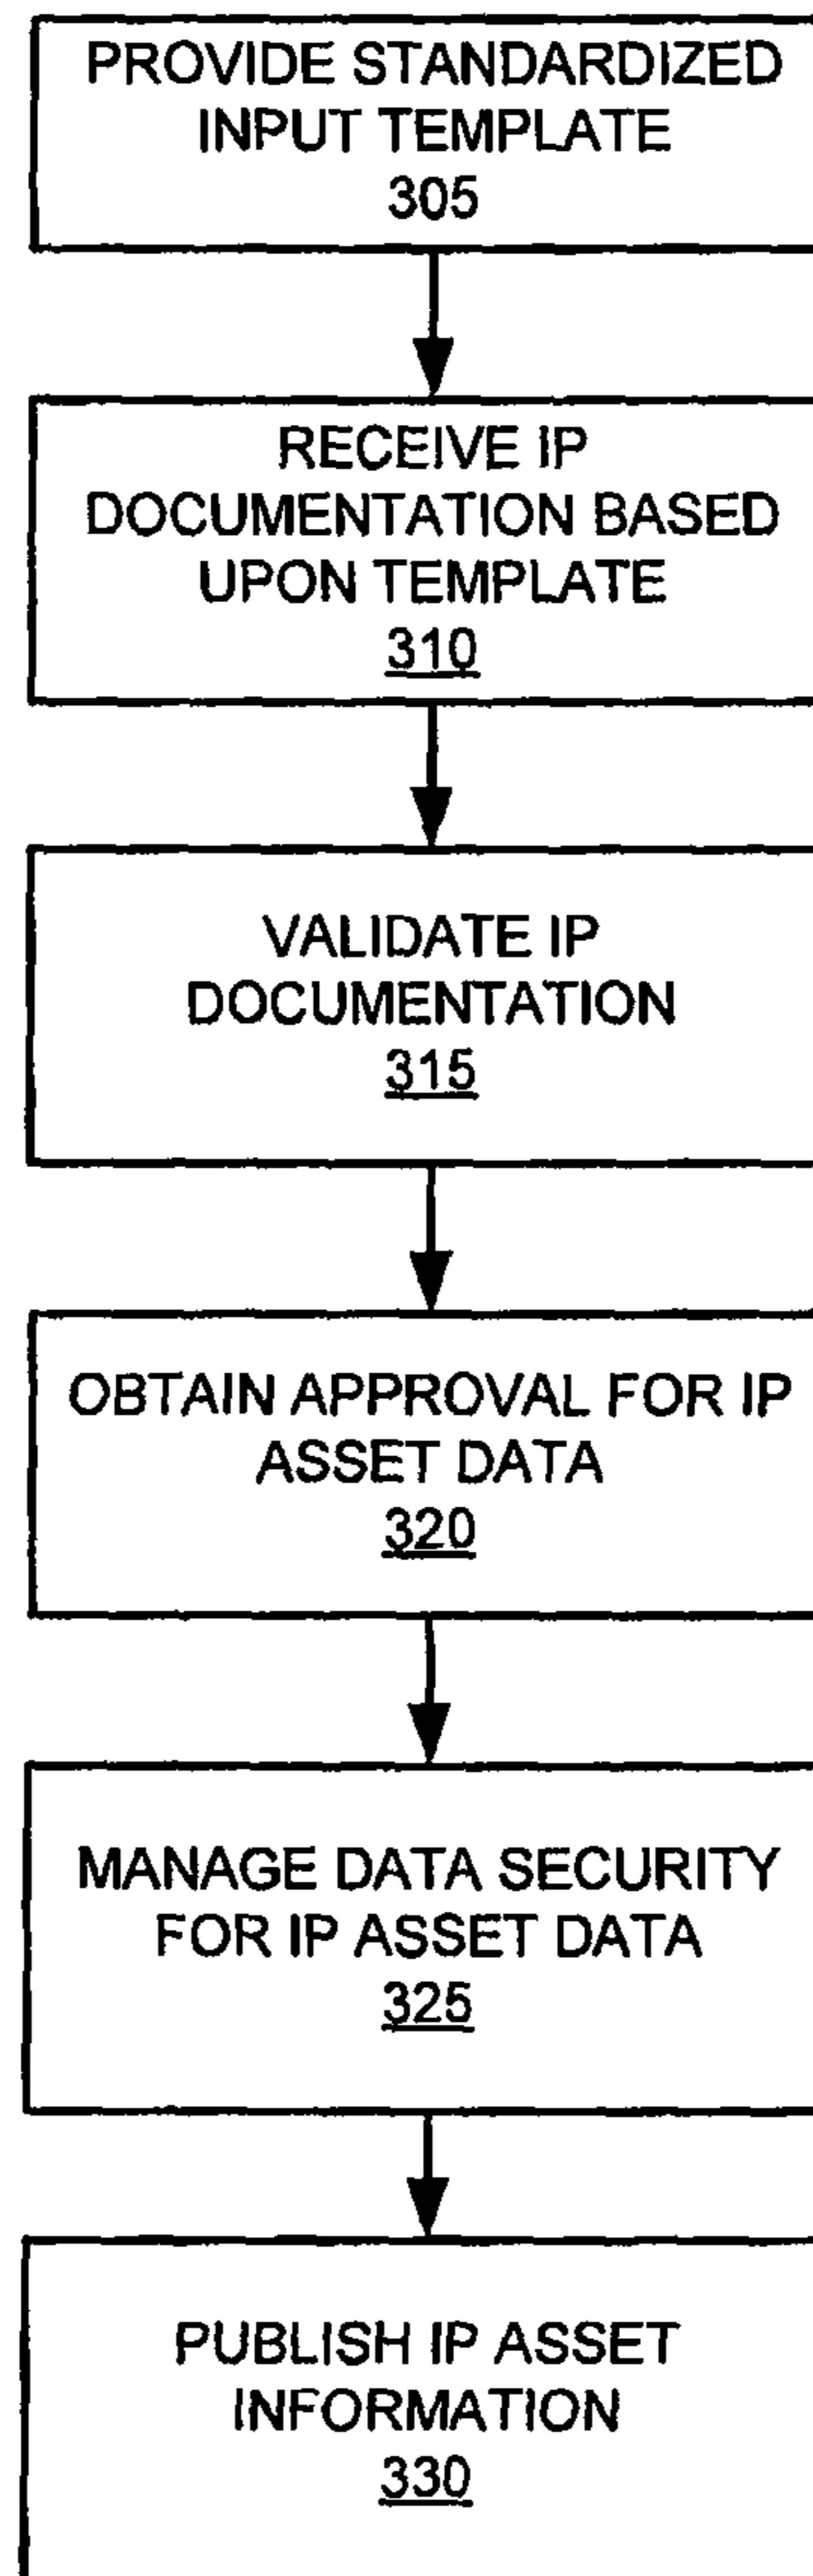 PROVIDE STANDARDIZED
INPUT TEMPLATE
305
RECEIVE IP
DOCUMENTATION BASED
UPON TEMPLATE
310
VALIDATE IP
DOCUMENTATION
315
OBTAIN APPROVAL FOR IP
ASSET DATA
320
MANAGE DATA SECURITY
FOR IP ASSET DATA
325
PUBLISH IP ASSET
INFORMATION
330